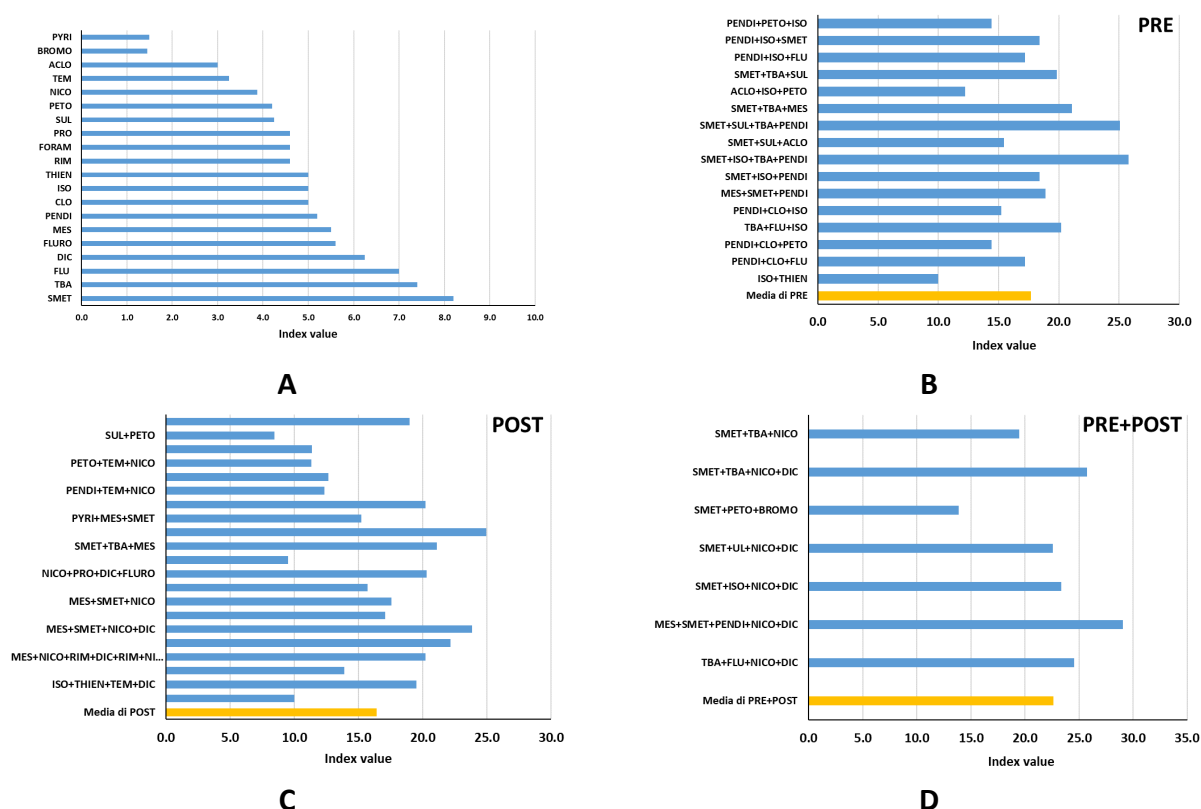 PYRI
BROMO
ACLO
TEM
NICO
PETO
SUL
PRO
FORAM
RIM
THIEN
ISO
CLO
PENDI
MES
FLURO
DIC
FLU
TBA
SMET
0.0 1.0 2.0 3.0 4.0 5.0 6.0 7.0 8.0 9.0 10.0
Index value
A
PRE
PENDI+PETO+ISO
PENDI+ISO+SMET
PENDI+ISO+FLU
SMET+TBA+SUL
ACLO+ISO+PETO
SMET+TBA+MES
SMET+SUL+TBA+PENDI
SMET+SUL+ACLO
SMET+ISO+TBA+PENDI
SMET+ISO+PENDI
MES+SMET+PENDI
PENDI+CLO+ISO
TBA+FLU+ISO
PENDI+CLO+PETO
PENDI+CLO+FLU
ISO+THIEN
Media di PRE
0.0 5.0 10.0 15.0 20.0 25.0 30.0
Index value
B
POST
SUL+PETO
PETO+TEM+NICO
PENDI+TEM+NICO
PYRI+MES+SMET
SMET+TBA+MES
NICO+PRO+DIC+FLURO
MES+SMET+NICO
MES+SMET+NICO+DIC
MES+NICO+RIM+DIC+RIM+NI...
ISO+THIEN+TEM+DIC
Media di POST
0.0 5.0 10.0 15.0 20.0 25.0 30.0
Index value
C
PRE+POST
SMET+TBA+NICO
SMET+TBA+NICO+DIC
SMET+PETO+BROMO
SMET+UL+NICO+DIC
SMET+ISO+NICO+DIC
MES+SMET+PENDI+NICO+DIC
TBA+FLU+NICO+DIC
Media di PRE+POST
0.0 5.0 10.0 15.0 20.0 25.0 30.0 35.0
Index value
D